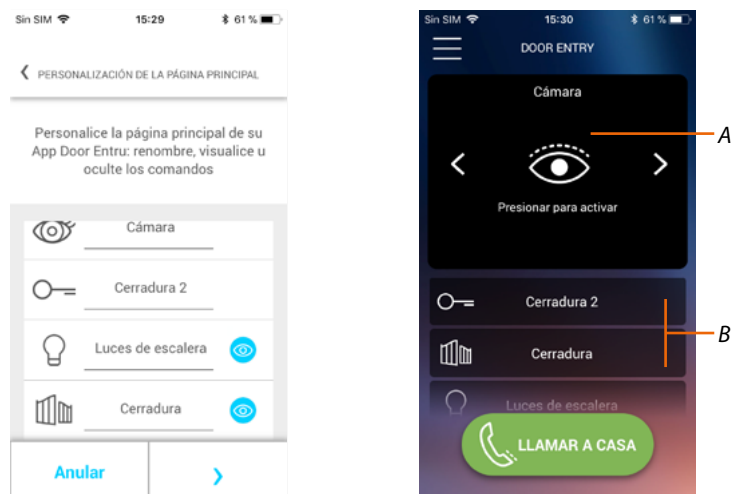 Sin SIM 15:29 61 %
PERSONALIZACIÓN DE LA PÁGINA PRINCIPAL
Personalice la página principal de su
App Door Entru: renombre, visualice u
oculte los comandos
Cámara
Cerradura 2
Luces de escalera
Cerradura
Anular
Sin SIM 15:30 61 %
DOOR ENTRY
Cámara
A
Presionar para activar
Cerradura 2
B
Cerradura
Luces de escalera
LLAMAR A CASA